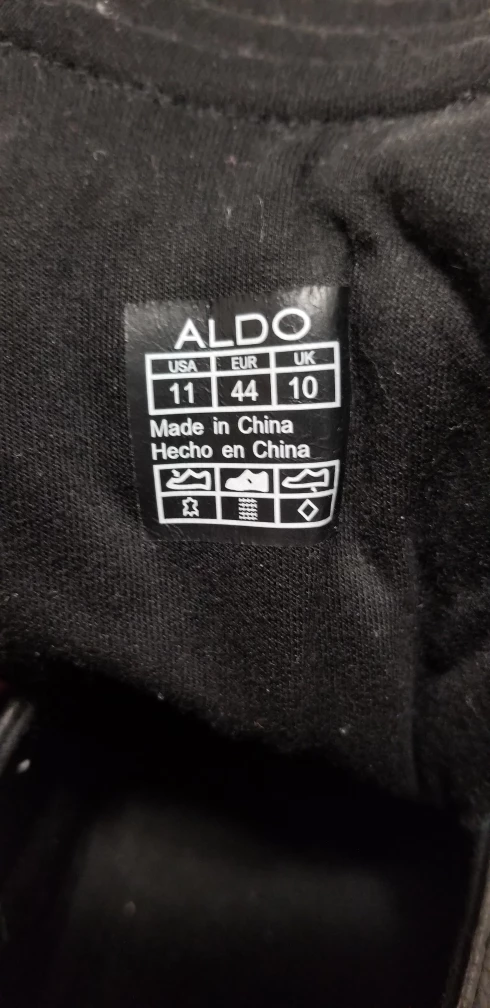 ALDO
USA EUR UK
11 44 10
Made in China
Hecho en China